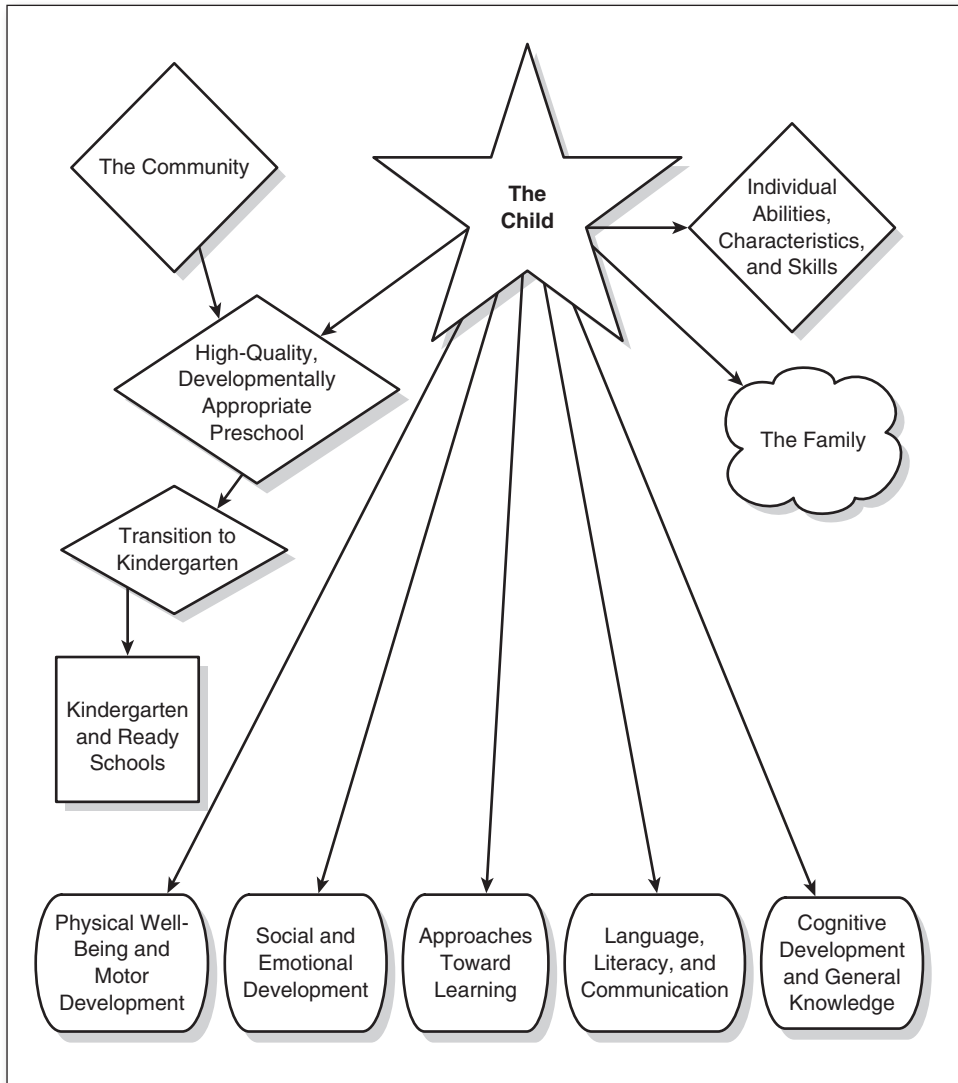 The Community
The
Child
Individual
Abilities,
Characteristics,
and Skills
High-Quality,
Developmentally
Appropriate
Preschool
The Family
Transition to
Kindergarten
Kindergarten
and Ready
Schools
Physical Well-
Being and
Motor
Development
Social and
Emotional
Development
Approaches
Toward
Learning
Language,
Literacy, and
Communication
Cognitive
Development
and General
Knowledge